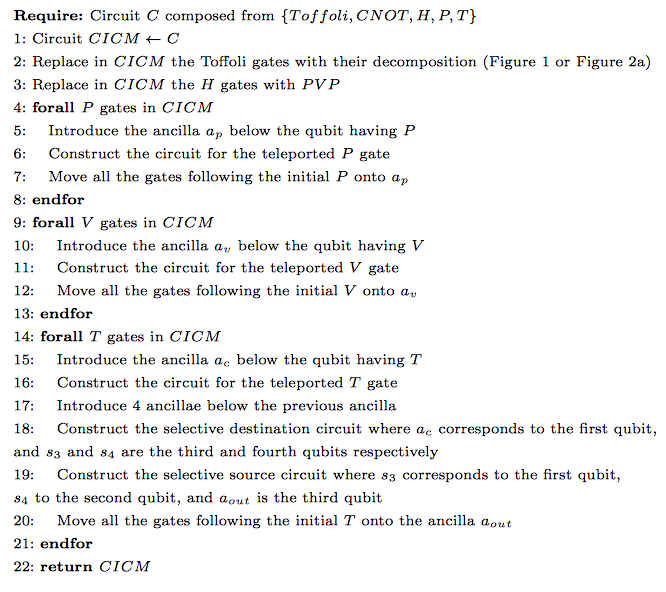 Require: Circuit C composed from {Toffoli, CNOT, H, P, T}
1: Circuit CICM ← C
2: Replace in CICM the Toffoli gates with their decomposition (Figure 1 or Figure 2a)
3: Replace in CICM the H gates with PVP
4: forall P gates in CICM
5: Introduce the ancilla a_p below the qubit having P
6: Construct the circuit for the teleported P gate
7: Move all the gates following the initial P onto a_p
8: endfor
9: forall V gates in CICM
10: Introduce the ancilla a_v below the qubit having V
11: Construct the circuit for the teleported V gate
12: Move all the gates following the initial V onto a_v
13: endfor
14: forall T gates in CICM
15: Introduce the ancilla a_c below the qubit having T
16: Construct the circuit for the teleported T gate
17: Introduce 4 ancillae below the previous ancilla
18: Construct the selective destination circuit where a_c corresponds to the first qubit,
and s_3 and s_4 are the third and fourth qubits respectively
19: Construct the selective source circuit where s_3 corresponds to the first qubit,
s_4 to the second qubit, and a_out is the third qubit
20: Move all the gates following the initial T onto the ancilla a_out
21: endfor
22: return CICM